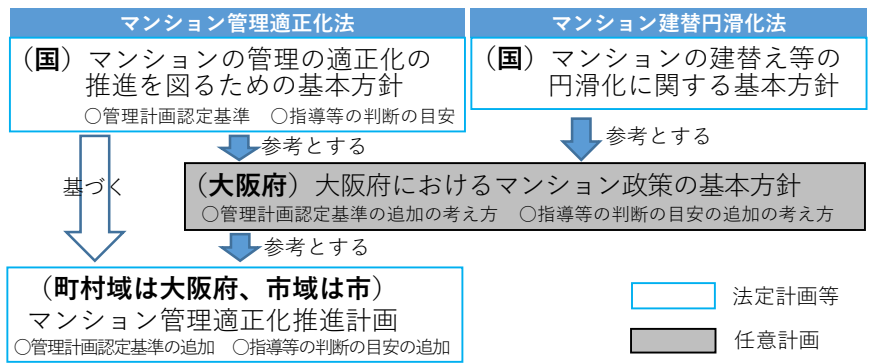 マンション管理適正化法
マンション建替円滑化法
（国）マンションの管理の適正化の
推進を図るための基本方針
○管理計画認定基準　○指導等の判断の目安
（国）マンションの建替え等の
円滑化に関する基本方針
参考とする
参考とする
基づく
（大阪府）大阪府におけるマンション政策の基本方針
○管理計画認定基準の追加の考え方　○指導等の判断の目安の追加の考え方
参考とする
（町村域は大阪府、市域は市）
マンション管理適正化推進計画
○管理計画認定基準の追加　○指導等の判断の目安の追加
法定計画等
任意計画